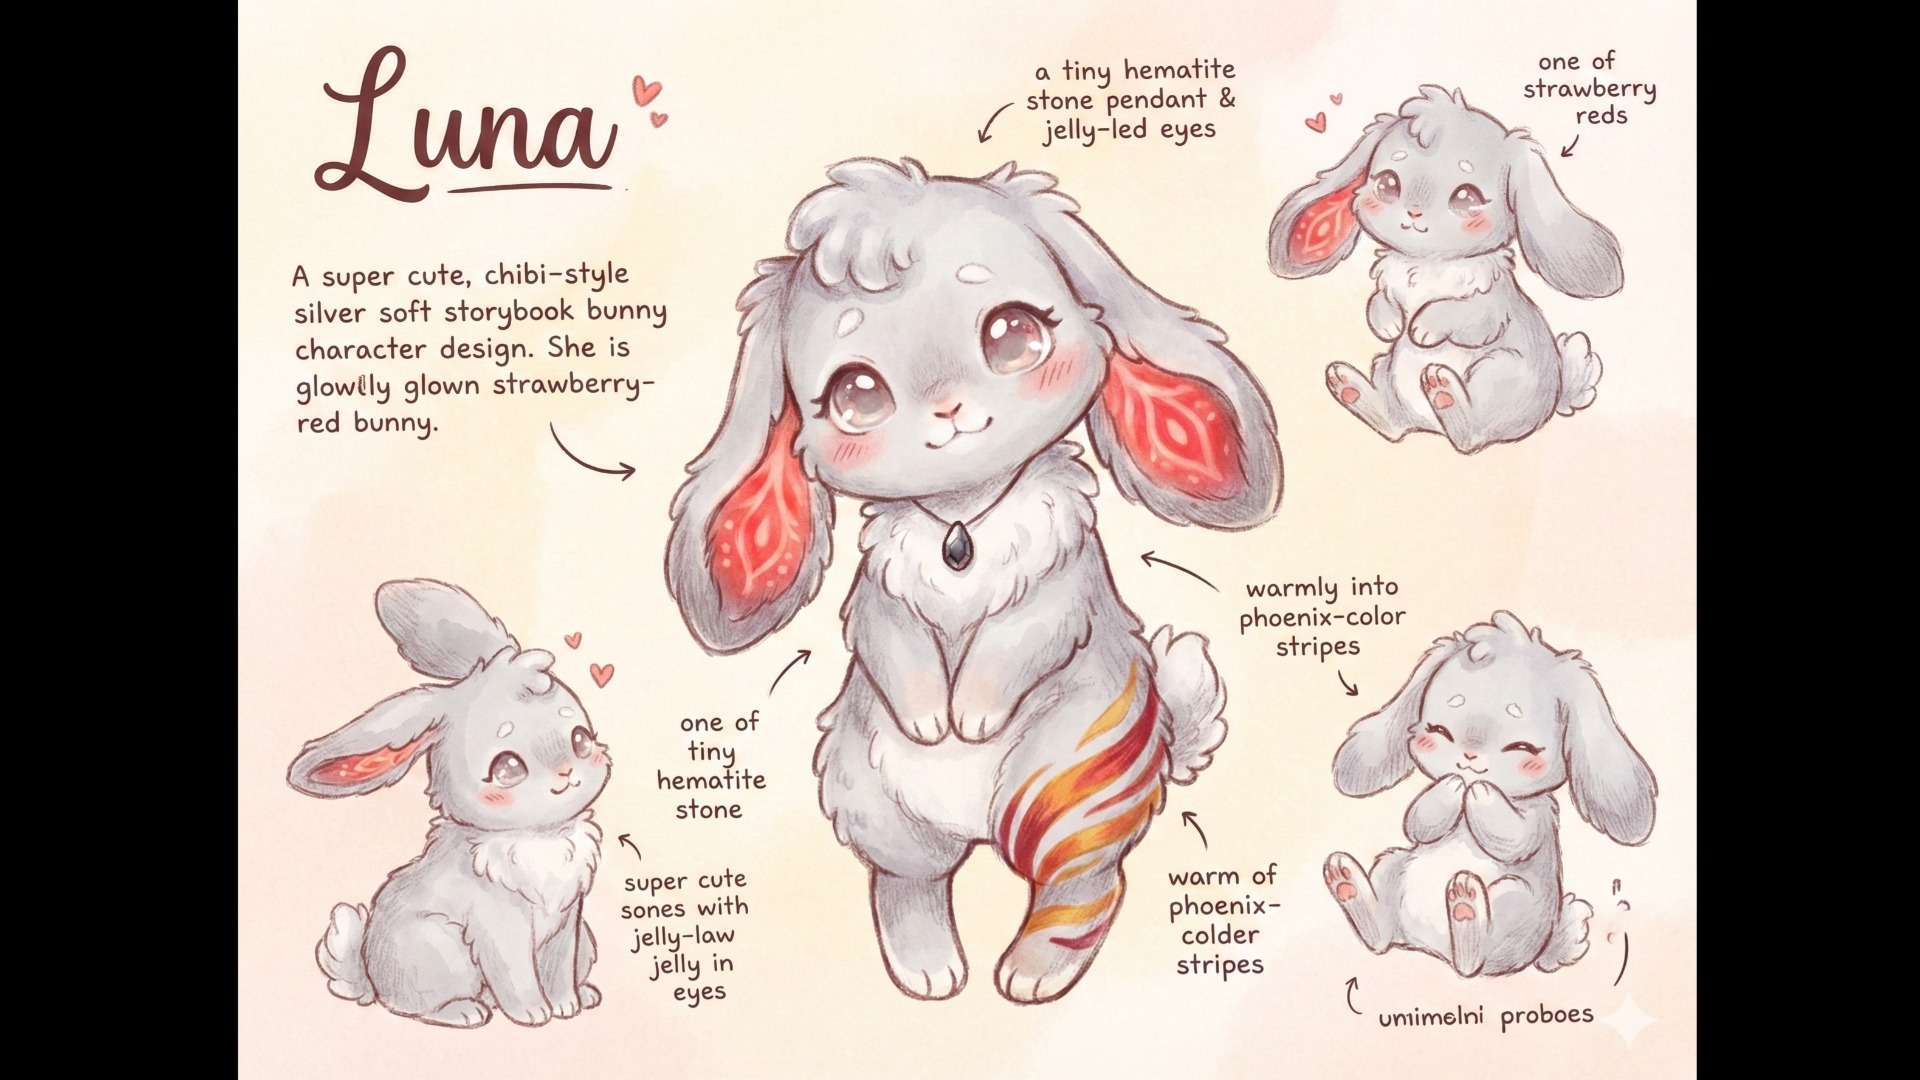 Luna
a tiny hematite
stone pendant &
jelly-led eyes
one of
strawberry
reds
A super cute, chibi-style
silver soft storybook bunny
character design. She is
glown strawberry-
red bunny.
warmly into
phoenix-color
stripes
one of
tiny
hematite
stone
super cute
sones with
jelly-law
jelly in
eyes
warm of
phoenix-
colder
stripes
proboes